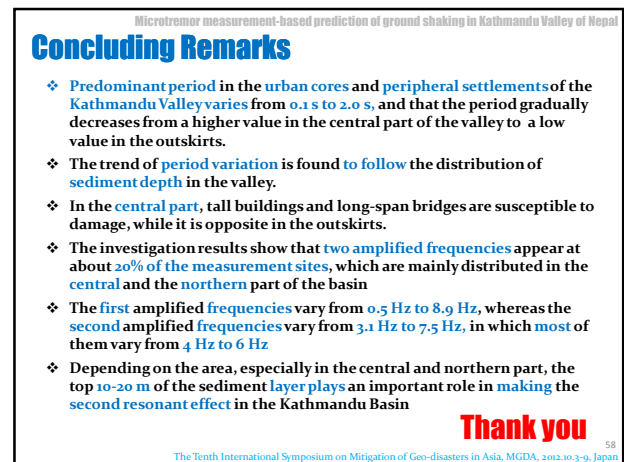 Microtremor measurement-based prediction of ground shaking in Kathmandu Valley of Nepal
Concluding Remarks
❖ Predominant period in the urban cores and peripheral settlements of the
Kathmandu Valley varies from 0.1 s to 2.0 s, and that the period gradually
decreases from a higher value in the central part of the valley to a low
value in the outskirts.
❖ The trend of period variation is found to follow the distribution of
sediment depth in the valley.
❖ In the central part, tall buildings and long-span bridges are susceptible to
damage, while it is opposite in the outskirts.
❖ The investigation results show that two amplified frequencies appear at
about 20% of the measurement sites, which are mainly distributed in the
central and the northern part of the basin
❖ The first amplified frequencies vary from 0.5 Hz to 8.9 Hz, whereas the
second amplified frequencies vary from 3.1 Hz to 7.5 Hz, in which most of
them vary from 4 Hz to 6 Hz
❖ Depending on the area, especially in the central and northern part, the
top 10-20 m of the sediment layer plays an important role in making the
second resonant effect in the Kathmandu Basin
Thank you
58
The Tenth International Symposium on Mitigation of Geo-disasters in Asia, MGDA, 2012.10.3-9, Japan